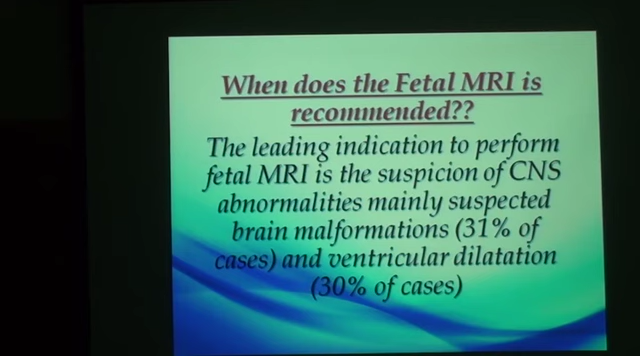 When does the Fetal MRI is
recommended??
The leading indication to perform
fetal MRI is the suspicion of CNS
abnormalities mainly suspected
brain malformations (31% of
cases) and ventricular dilatation
(30% of cases)